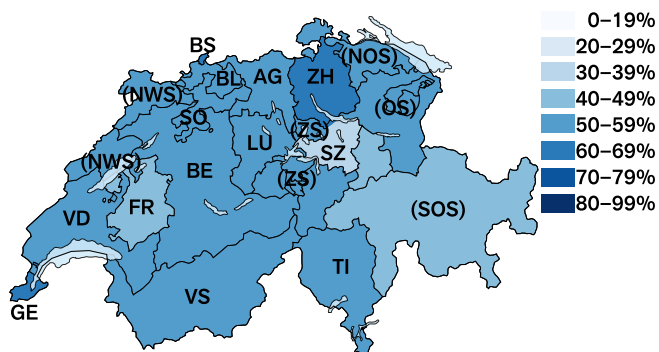 BS
(NOS)
BL
AG
ZH
(NWS)
(OS)
SO
(ZS)
LU
SZ
(NWS)
BE
(ZS)
FR
VD
(SOS)
TI
VS
GE
0–19%
20–29%
30–39%
40–49%
50–59%
60–69%
70–79%
80–99%